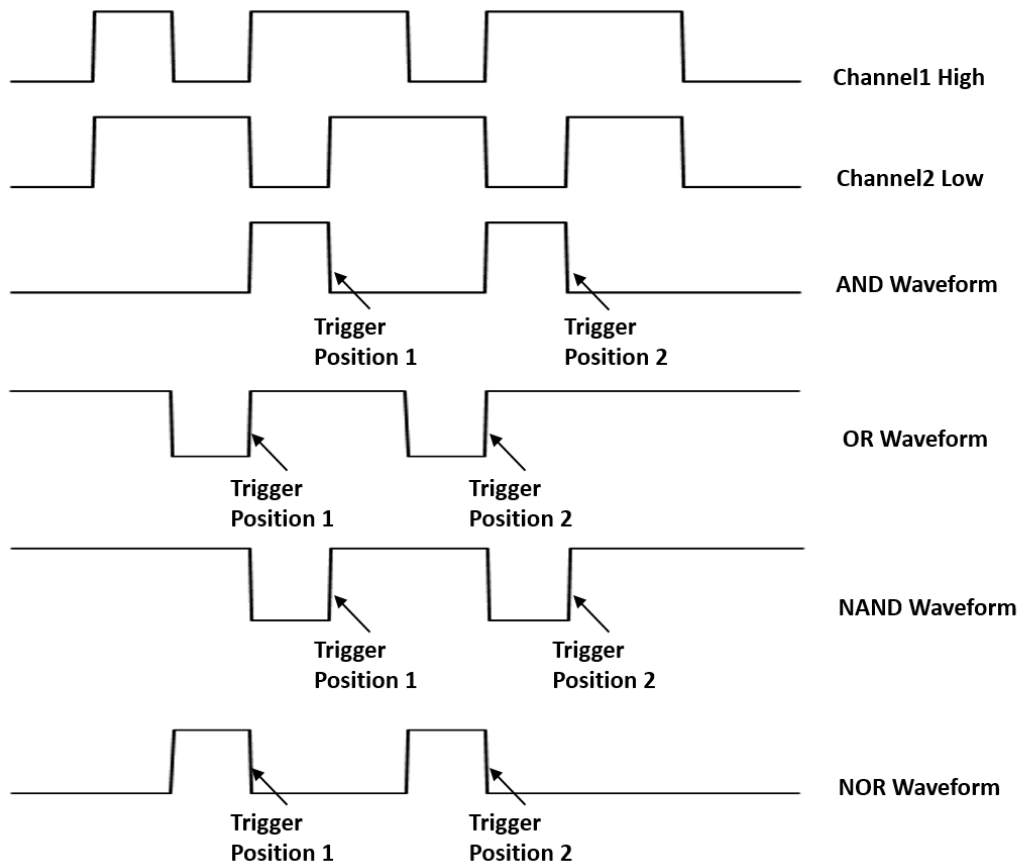 Channel1 High
Channel2 Low
AND Waveform
Trigger
Position 1
Trigger
Position 2
OR Waveform
Trigger
Position 1
Trigger
Position 2
NAND Waveform
Trigger
Position 1
Trigger
Position 2
NOR Waveform
Trigger
Position 1
Trigger
Position 2